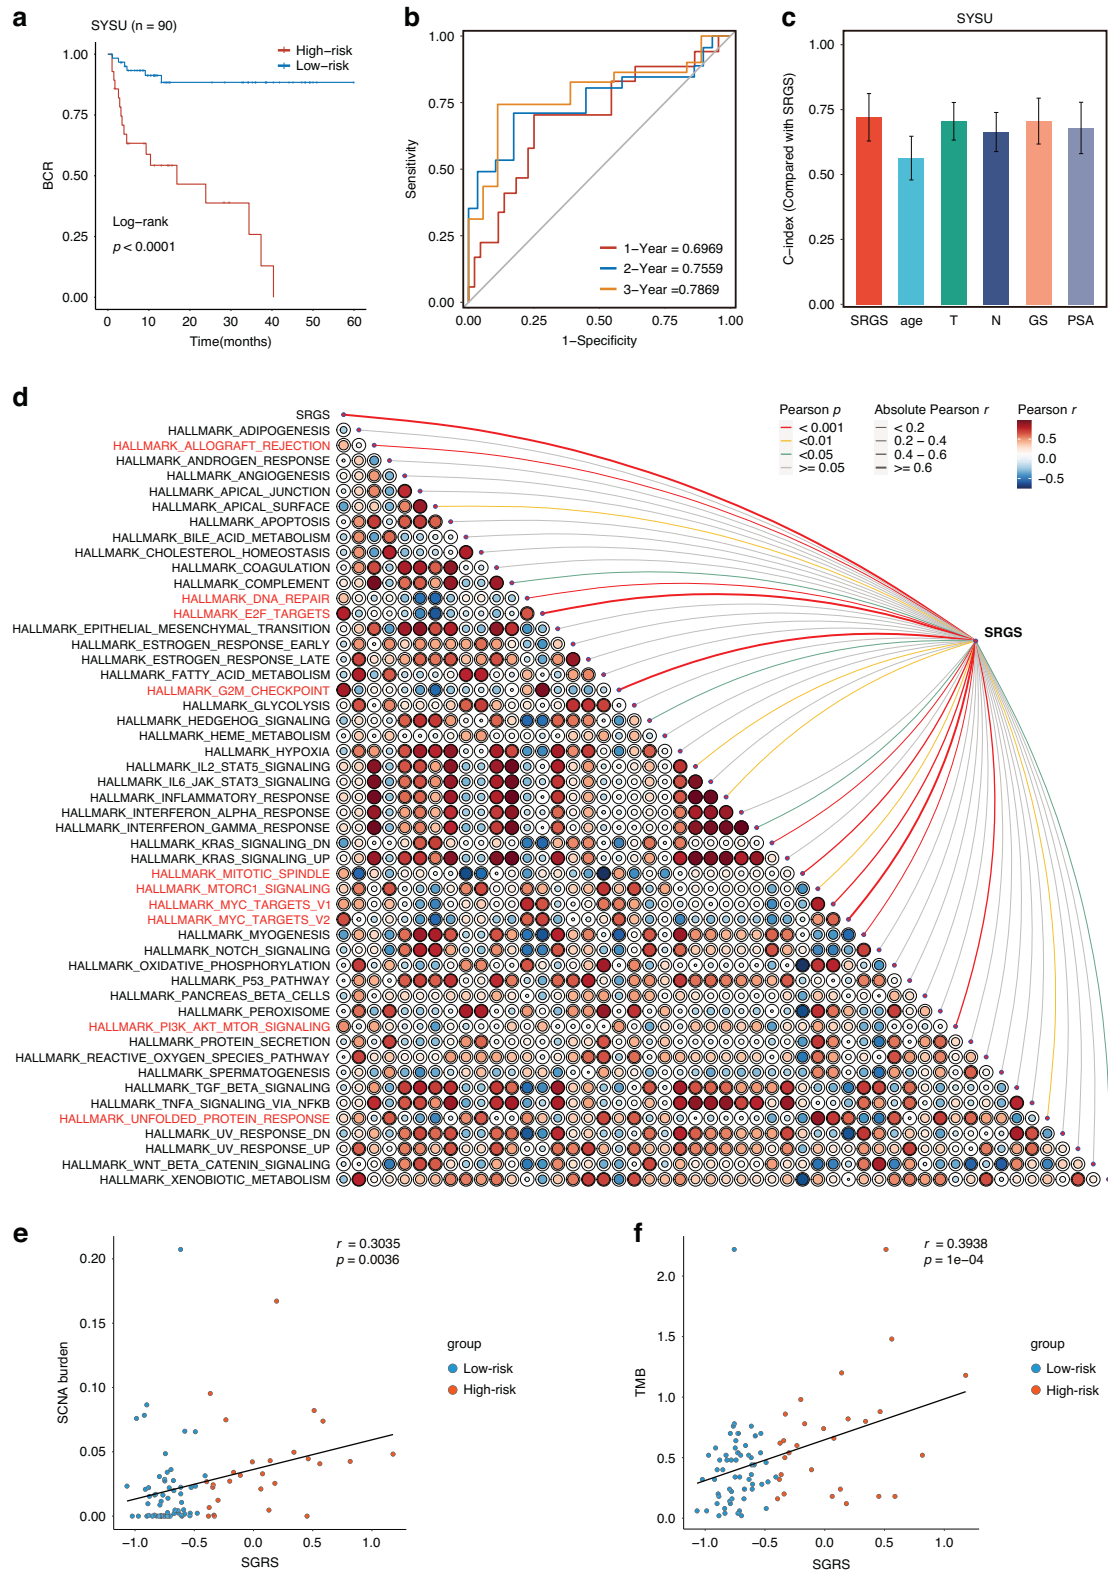 a
SYSU (n = 90)
1.00
0.75
0.50
0.25
0.00
BCR
High−risk
Low−risk
Log−rank
p < 0.0001
0 10 20 30 40 50 60
Time(months)
b
1.00
0.75
0.50
0.25
0.00
Sensitivity
1−Year = 0.6969
2−Year = 0.7559
3−Year =0.7869
0.00 0.25 0.50 0.75 1.00
1−Specificity
c
SYSU
1.00
0.75
0.50
0.25
0.00
C−index (Compared with SRGS)
SRGS age T N GS PSA
d
Pearson p
< 0.001
<0.01
<0.05
>= 0.05
Absolute Pearson r
< 0.2
0.2 − 0.4
0.4 − 0.6
>= 0.6
Pearson r
0.5
0.0
−0.5
SRGS
HALLMARK_ADIPOGENESIS
HALLMARK_ALLOGRAFT_REJECTION
HALLMARK_ANDROGEN_RESPONSE
HALLMARK_ANGIOGENESIS
HALLMARK_APICAL_JUNCTION
HALLMARK_APICAL_SURFACE
HALLMARK_APOPTOSIS
HALLMARK_BILE_ACID_METABOLISM
HALLMARK_CHOLESTEROL_HOMEOSTASIS
HALLMARK_COAGULATION
HALLMARK_COMPLEMENT
HALLMARK_DNA_REPAIR
HALLMARK_E2F_TARGETS
HALLMARK_EPITHELIAL_MESENCHYMAL_TRANSITION
HALLMARK_ESTROGEN_RESPONSE_EARLY
HALLMARK_ESTROGEN_RESPONSE_LATE
HALLMARK_FATTY_ACID_METABOLISM
HALLMARK_G2M_CHECKPOINT
HALLMARK_GLYCOLYSIS
HALLMARK_HEDGEHOG_SIGNALING
HALLMARK_HEME_METABOLISM
HALLMARK_HYPOXIA
HALLMARK_IL2_STAT5_SIGNALING
HALLMARK_IL6_JAK_STAT3_SIGNALING
HALLMARK_INFLAMMATORY_RESPONSE
HALLMARK_INTERFERON_ALPHA_RESPONSE
HALLMARK_INTERFERON_GAMMA_RESPONSE
HALLMARK_KRAS_SIGNALING_DN
HALLMARK_KRAS_SIGNALING_UP
HALLMARK_MITOTIC_SPINDLE
HALLMARK_MTORC1_SIGNALING
HALLMARK_MYC_TARGETS_V1
HALLMARK_MYC_TARGETS_V2
HALLMARK_MYOGENESIS
HALLMARK_NOTCH_SIGNALING
HALLMARK_OXIDATIVE_PHOSPHORYLATION
HALLMARK_P53_PATHWAY
HALLMARK_PANCREAS_BETA_CELLS
HALLMARK_PEROXISOME
HALLMARK_PI3K_AKT_MTOR_SIGNALING
HALLMARK_PROTEIN_SECRETION
HALLMARK_REACTIVE_OXYGEN_SPECIES_PATHWAY
HALLMARK_SPERMATOGENESIS
HALLMARK_TGF_BETA_SIGNALING
HALLMARK_TNFA_SIGNALING_VIA_NFKB
HALLMARK_UNFOLDED_PROTEIN_RESPONSE
HALLMARK_UV_RESPONSE_DN
HALLMARK_UV_RESPONSE_UP
HALLMARK_WNT_BETA_CATENIN_SIGNALING
HALLMARK_XENOBIOTIC_METABOLISM
SRGS
e
r = 0.3035
p = 0.0036
0.20
0.15
0.10
0.05
0.00
SCNA burden
group
Low-risk
High-risk
−1.0 −0.5 0.0 0.5 1.0
SGRS
f
r = 0.3938
p = 1e−04
2.0
1.5
1.0
0.5
0.0
TMB
group
Low-risk
High-risk
−1.0 −0.5 0.0 0.5 1.0
SGRS